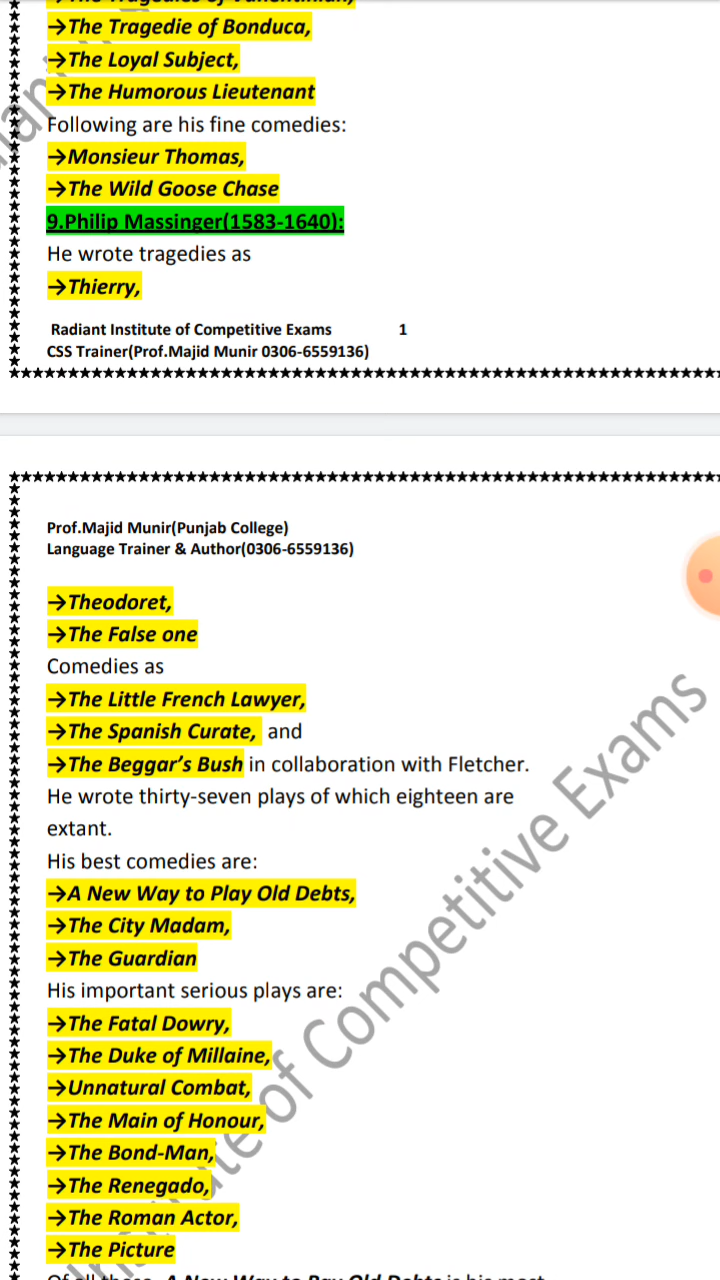 →The Tragedie of Bonduca,
→The Loyal Subject,
→The Humorous Lieutenant
Following are his fine comedies:
→Monsieur Thomas,
→The Wild Goose Chase
9.Philip Massinger(1583-1640):
He wrote tragedies as
→Thierry,
Radiant Institute of Competitive Exams 1
CSS Trainer(Prof.Majid Munir 0306-6559136)
Prof.Majid Munir(Punjab College)
Language Trainer & Author(0306-6559136)
→Theodoret,
→The False one
Comedies as
→The Little French Lawyer,
→The Spanish Curate, and
→The Beggar's Bush in collaboration with Fletcher.
He wrote thirty-seven plays of which eighteen are
extant.
His best comedies are:
→A New Way to Play Old Debts,
→The City Madam,
→The Guardian
His important serious plays are:
→The Fatal Dowry,
→The Duke of Millaine,
→Unnatural Combat,
→The Main of Honour,
→The Bond-Man,
→The Renegado,
→The Roman Actor,
→The Picture
of Competitive Exams